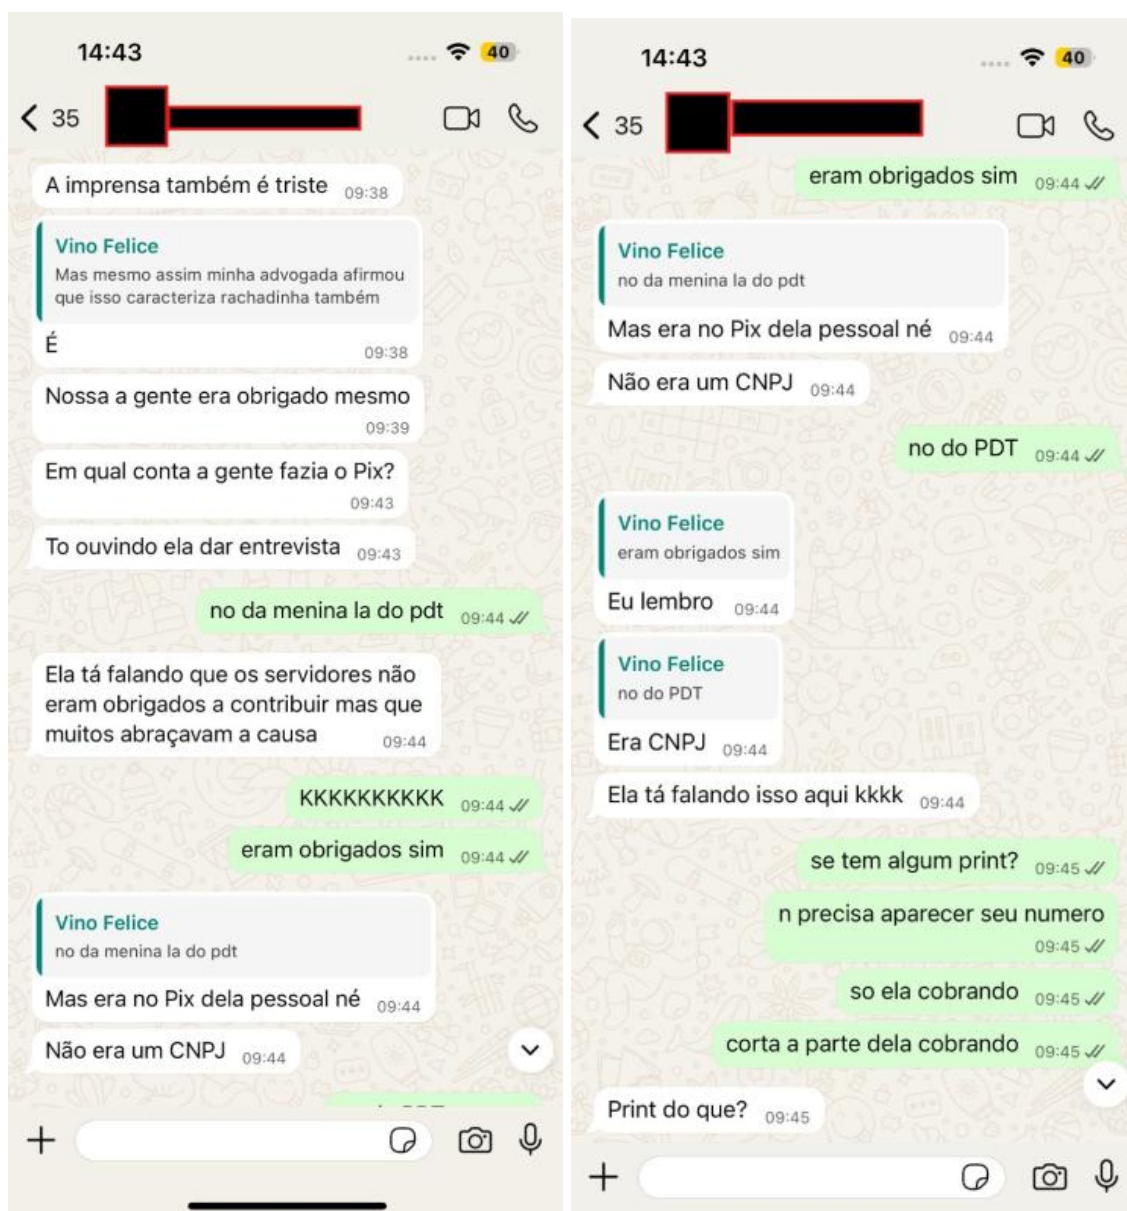 14:43
40
35
A imprensa também é triste 09:38
Vino Felice
Mas mesmo assim minha advogada afirmou
que isso caracteriza rachadinha também
É 09:38
Nossa a gente era obrigado mesmo
09:39
Em qual conta a gente fazia o Pix?
09:43
To ouvindo ela dar entrevista 09:43
no da menina la do pdt 09:44
Ela tá falando que os servidores não
eram obrigados a contribuir mas que
muitos abraçavam a causa 09:44
KKKKKKKKKK 09:44
eram obrigados sim 09:44
Vino Felice
no da menina la do pdt
Mas era no Pix dela pessoal né 09:44
Não era um CNPJ 09:44
14:43
40
35
eram obrigados sim 09:44
Vino Felice
no da menina la do pdt
Mas era no Pix dela pessoal né 09:44
Não era um CNPJ 09:44
no do PDT 09:44
Vino Felice
eram obrigados sim
Eu lembro 09:44
Vino Felice
no do PDT
Era CNPJ 09:44
Ela tá falando isso aqui kkkk 09:44
se tem algum print? 09:45
n precisa aparecer seu numero
09:45
so ela cobrando 09:45
corta a parte dela cobrando 09:45
Print do que? 09:45